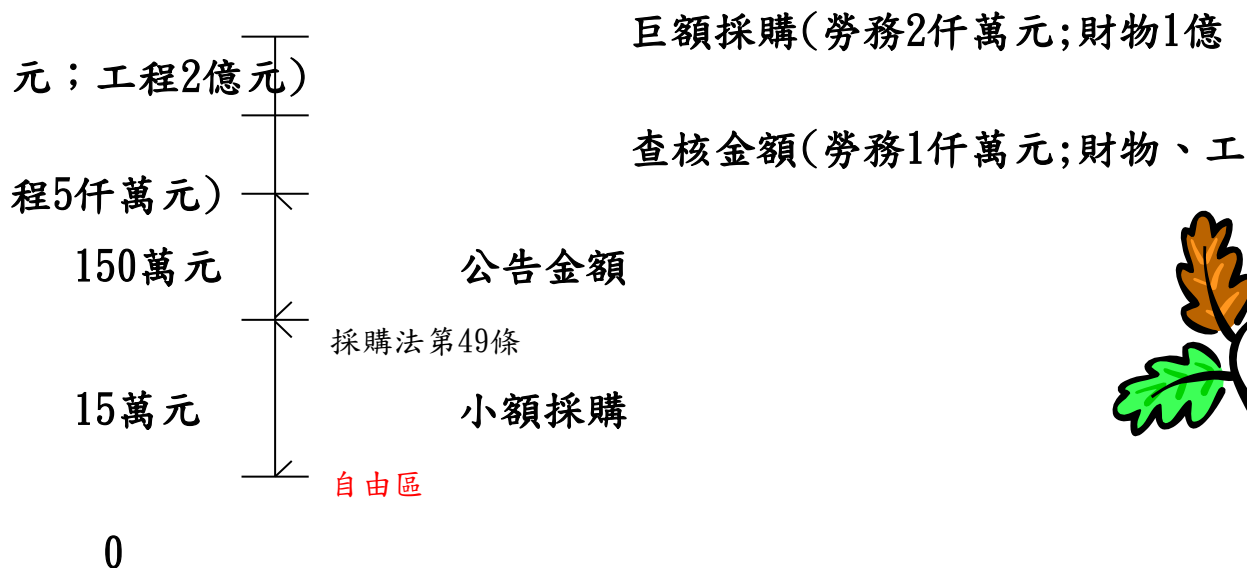 巨額採購(勞務2仟萬元;財物1億
元；工程2億元)
查核金額(勞務1仟萬元;財物、工
程5仟萬元)
150萬元 公告金額
採購法第49條
15萬元 小額採購
自由區
0